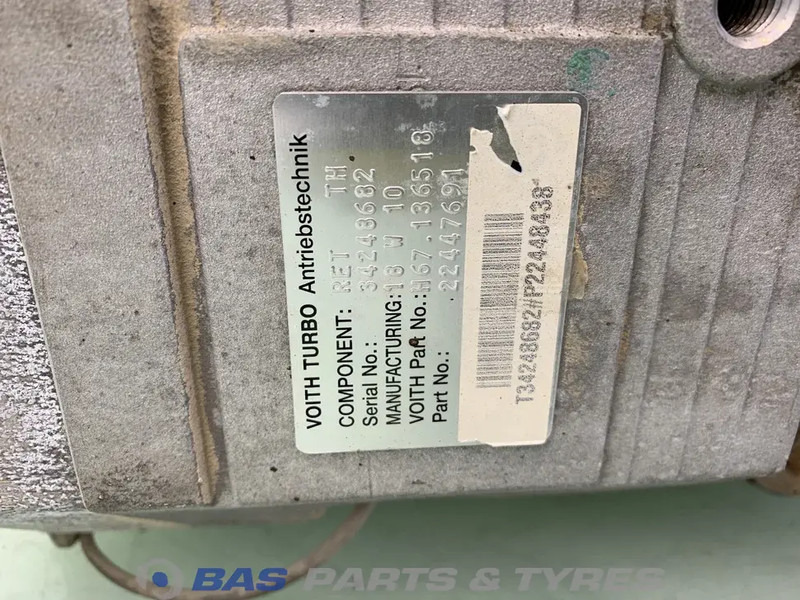 VOITH TURBO Antriebstechnik
COMPONENT: RET TH
Serial No.: 34248682
MANUFACTURING: 18 W 10
VOITH Part No.: H67.136518
Part No.: 22447691
T34248682#P22448438
BAS PARTS & TYRES